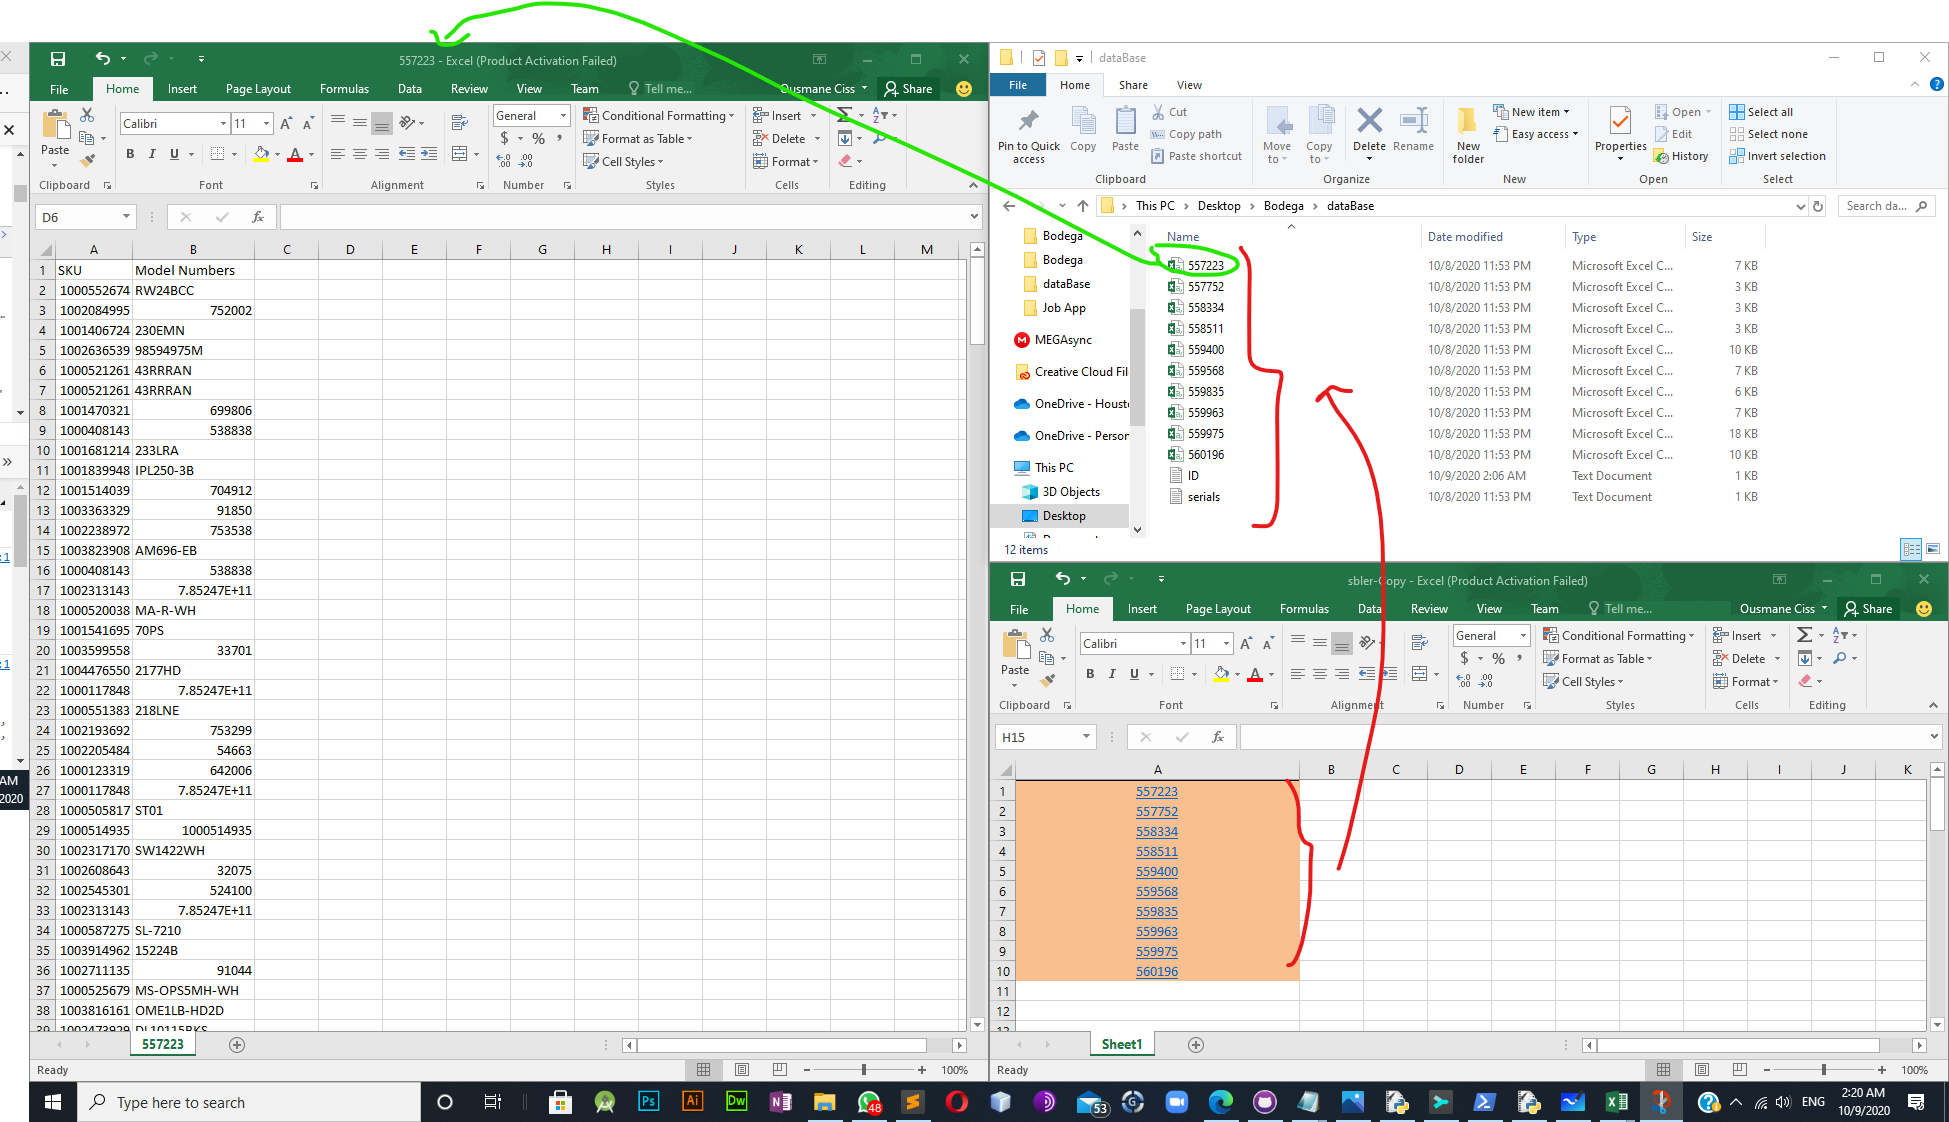 557223 - Excel (Product Activation Failed)
File Home Insert Page Layout Formulas Data Review View Team Tell me... Ousmane Ciss Share
Paste Calibri 11 General Conditional Formatting Insert
B I U $ % , Format as Table Delete
Cell Styles Format
Clipboard Font Alignment Number Styles Cells Editing
D6 fx
A B C D E F G H I J K L M
1 SKU Model Numbers
2 1000552674 RW24BCC
3 1002084995 752002
4 1001406724 230EMN
5 1002636539 98594975M
6 1000521261 43RRRAN
7 1000521261 43RRRAN
8 1001470321 699806
9 1000408143 538838
10 1001681214 233LRA
11 1001839948 IPL250-3B
12 1001514039 704912
13 1003363329 91850
14 1002238972 753538
15 1003823908 AM696-EB
16 1000408143 538838
17 1002313143 7.85247E+11
18 1000520038 MA-R-WH
19 1001541695 70PS
20 1003599558 33701
21 1004476550 2177HD
22 1000117848 7.85247E+11
23 1000551383 218LNE
24 1002193692 753299
25 1002205484 54663
26 1000123319 642006
27 1000117848 7.85247E+11
28 1000505817 ST01
29 1000514935 1000514935
30 1002317170 SW1422WH
31 1002608643 32075
32 1002545301 524100
33 1002313143 7.85247E+11
34 1000587275 SL-7210
35 1003914962 15224B
36 1002711135 91044
37 1000525679 MS-OPS5MH-WH
38 1003816161 OME1LB-HD2D
557223
Ready 100%
dataBase
File Home Share View
Pin to Quick access Copy Paste Cut Copy path Paste shortcut
Move to Copy to Delete Rename New folder New item Easy access
Properties Open Edit History Select all Select none Invert selection
Clipboard Organize New Open Select
This PC Desktop Bodega dataBase Search da...
Name Date modified Type Size
Bodega
Bodega
dataBase
Job App
MEGAsync
Creative Cloud Fil
OneDrive - Houst
OneDrive - Person
This PC
3D Objects
Desktop
557223 10/8/2020 11:53 PM Microsoft Excel C... 7 KB
557752 10/8/2020 11:53 PM Microsoft Excel C... 3 KB
558334 10/8/2020 11:53 PM Microsoft Excel C... 3 KB
558511 10/8/2020 11:53 PM Microsoft Excel C... 3 KB
559400 10/8/2020 11:53 PM Microsoft Excel C... 10 KB
559568 10/8/2020 11:53 PM Microsoft Excel C... 7 KB
559835 10/8/2020 11:53 PM Microsoft Excel C... 6 KB
559963 10/8/2020 11:53 PM Microsoft Excel C... 7 KB
559975 10/8/2020 11:53 PM Microsoft Excel C... 18 KB
560196 10/8/2020 11:53 PM Microsoft Excel C... 10 KB
ID 10/9/2020 2:06 AM Text Document 1 KB
serials 10/8/2020 11:53 PM Text Document 1 KB
12 items
sbler-Copy - Excel (Product Activation Failed)
File Home Insert Page Layout Formulas Data Review View Team Tell me... Ousmane Ciss Share
Paste Calibri 11 General Conditional Formatting Insert
B I U $ % , Format as Table Delete
Cell Styles Format
Clipboard Font Alignment Number Styles Cells Editing
H15 fx
A B C D E F G H I J K
1 557223
2 557752
3 558334
4 558511
5 559400
6 559568
7 559835
8 559963
9 559975
10 560196
11
12
Sheet1
Ready 100%
AM
2020
Type here to search
Ps Ai Dw 48 53
ENG 2:20 AM
10/9/2020